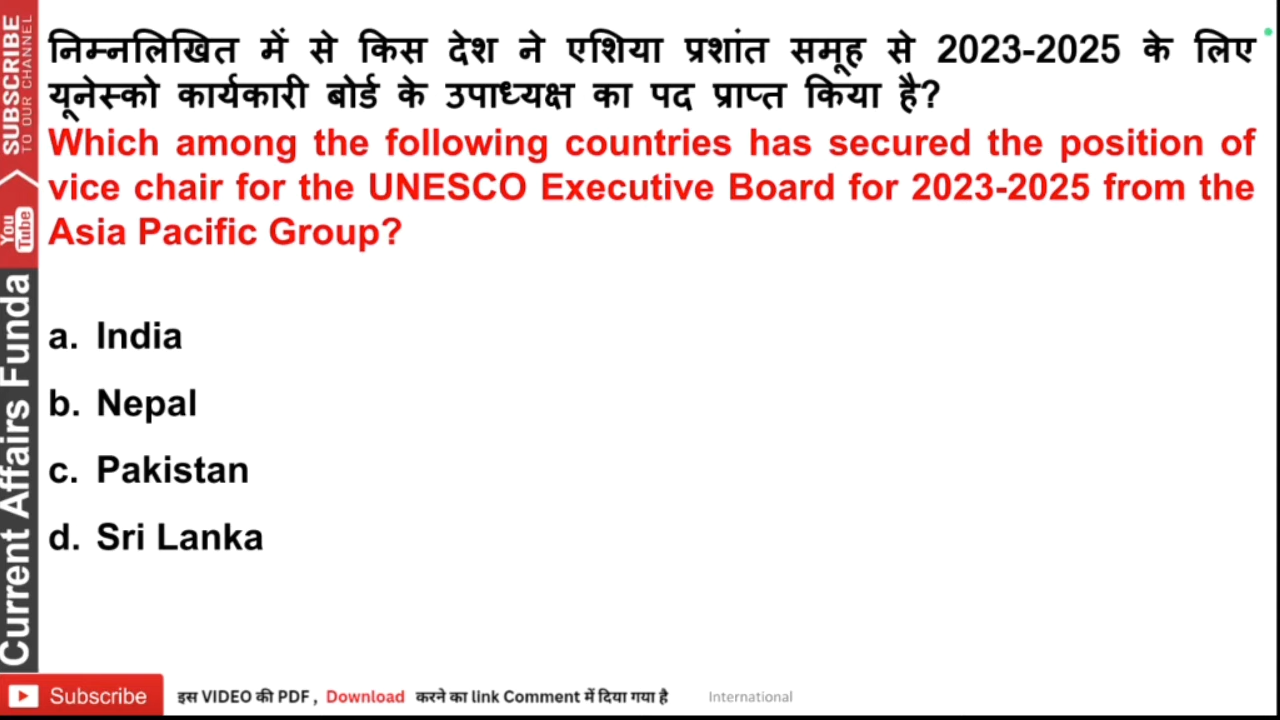 निम्नलिखित में से किस देश ने एशिया प्रशांत समूह से 2023-2025 के लिए
यूनेस्को कार्यकारी बोर्ड के उपाध्यक्ष का पद प्राप्त किया है?
Which among the following countries has secured the position of
vice chair for the UNESCO Executive Board for 2023-2025 from the
Asia Pacific Group?
a. India
b. Nepal
c. Pakistan
d. Sri Lanka
SUBSCRIBE
TO OUR CHANNEL
You
Tube
Current Affairs Funda
Subscribe
इस VIDEO की PDF , Download करने का link Comment में दिया गया है
International